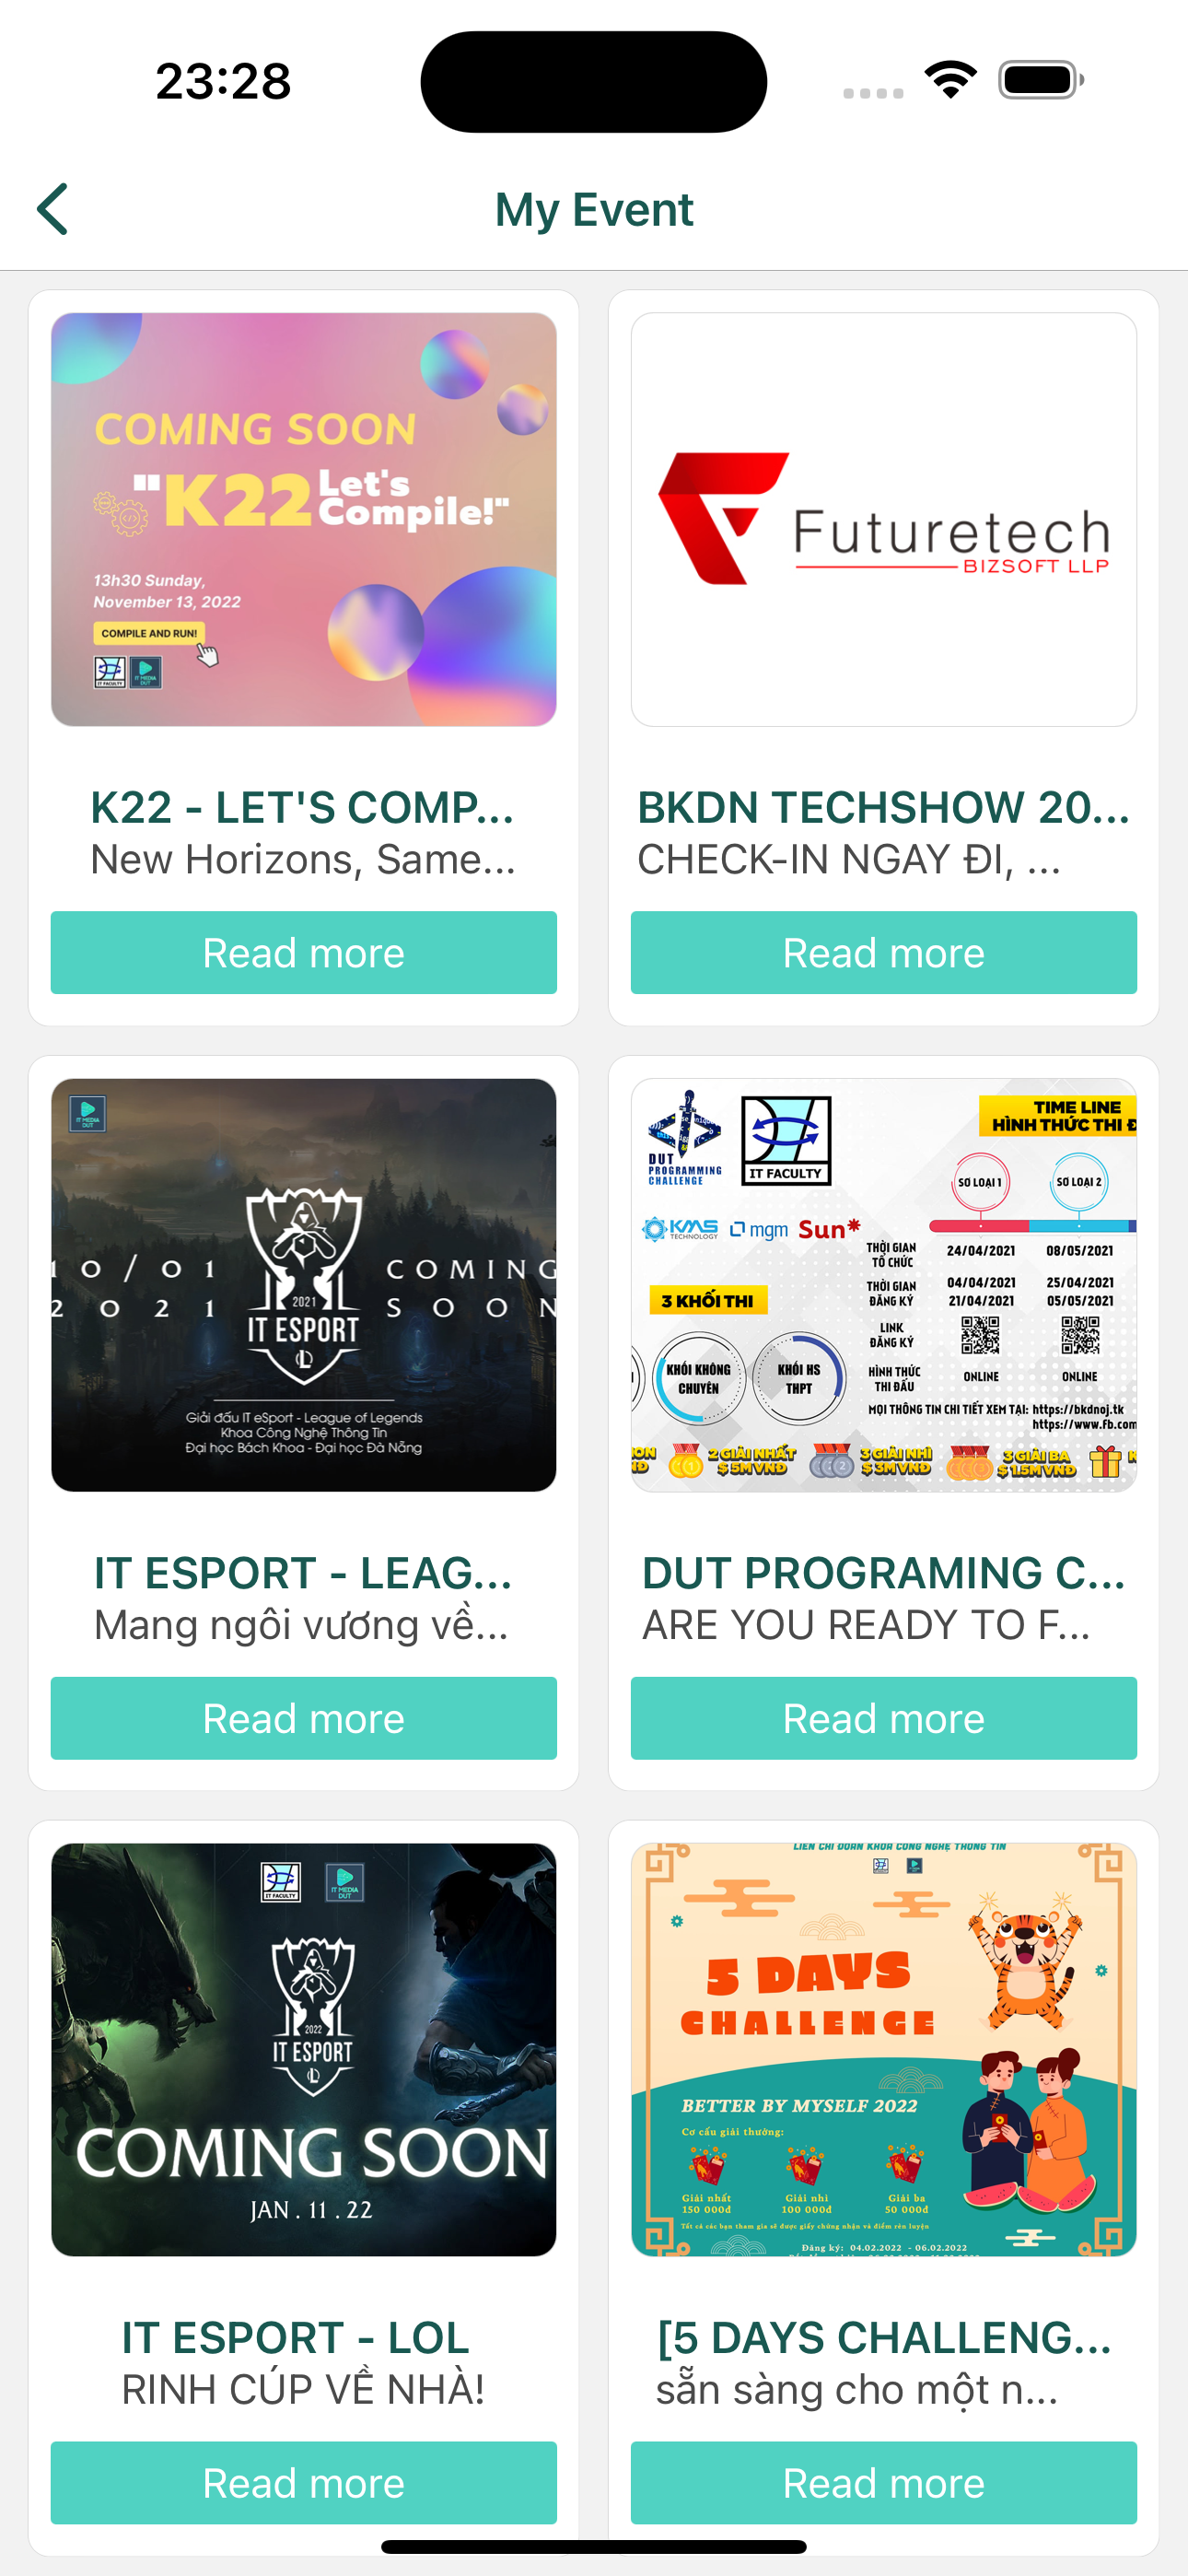 23:28
My Event
COMING SOON
"K22 Let's Compile!"
13h30 Sunday,
November 13, 2022
COMPILE AND RUN!
IT FACULTY
IT MEDIA DUT
K22 - LET'S COMP...
New Horizons, Same...
Read more
Futuretech
BIZSOFT LLP
BKDN TECHSHOW 20...
CHECK-IN NGAY ĐI, ...
Read more
IT MEDIA DUT
10/01 COMING
2021 SOON
2021
IT ESPORT
Giải đấu IT eSport - League of Legends
Khoa Công Nghệ Thông Tin
Đại học Bách Khoa - Đại học Đà Nẵng
IT ESPORT - LEAG...
Mang ngôi vương về...
Read more
DUT
PROGRAMMING
CHALLENGE
IT FACULTY
KMS TECHNOLOGY
mgm
Sun*
3 KHỐI THI
KHỐI KHÔNG CHUYÊN
KHỐI HS THPT
TIME LINE
HÌNH THỨC THI Đ
SƠ LOẠI 1 SƠ LOẠI 2
THỜI GIAN TỔ CHỨC 24/04/2021 08/05/2021
THỜI GIAN ĐĂNG KÝ 04/04/2021 25/04/2021
21/04/2021 05/05/2021
LINK ĐĂNG KÝ
HÌNH THỨC THI ĐẤU ONLINE ONLINE
MỌI THÔNG TIN CHI TIẾT XEM TẠI: https://bkdnoj.tk
https://www.fb.com
2 GIẢI NHẤT 3 GIẢI NHÌ 3 GIẢI BA
$ 5M VNĐ $ 3M VNĐ $ 1.5M VNĐ
DUT PROGRAMING C...
ARE YOU READY TO F...
Read more
IT FACULTY
IT MEDIA DUT
2022
IT ESPORT
COMING SOON
JAN . 11 . 22
IT ESPORT - LOL
RINH CÚP VỀ NHÀ!
Read more
LIÊN CHI ĐOÀN KHOA CÔNG NGHỆ THÔNG TIN
5 DAYS
CHALLENGE
BETTER BY MYSELF 2022
Cơ cấu giải thưởng:
Giải nhất Giải nhì Giải ba
150 000đ 100 000đ 50 000đ
Tất cả các bạn tham gia sẽ được giấy chứng nhận và điểm rèn luyện
Đăng ký: 04.02.2022 - 06.02.2022
[5 DAYS CHALLENG...
sẵn sàng cho một n...
Read more